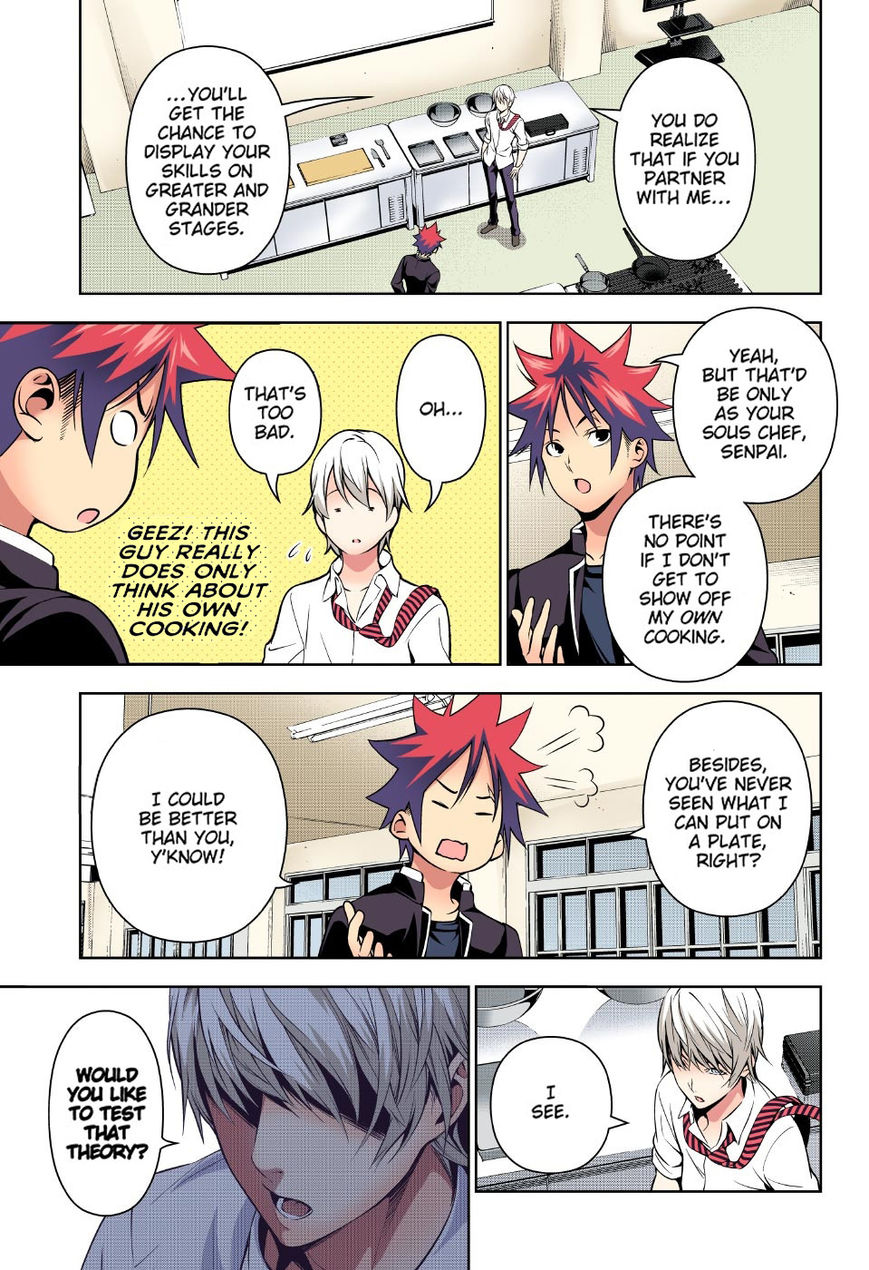 YOU DO
REALIZE
THAT IF YOU
PARTNER
WITH ME...
...YOU'LL
GET THE
CHANCE TO
DISPLAY YOUR
SKILLS ON
GREATER AND
GRANDER
STAGES.
YEAH,
BUT THAT'D
BE ONLY
AS YOUR
SOUS CHEF,
SENPAI.
THERE'S
NO POINT
IF I DON'T
GET TO
SHOW OFF
MY OWN
COOKING.
OH...
THAT'S
TOO
BAD.
GEEZ! THIS
GUY REALLY
DOES ONLY
THINK ABOUT
HIS OWN
COOKING!
BESIDES,
YOU'VE NEVER
SEEN WHAT I
CAN PUT ON
A PLATE,
RIGHT?
I COULD
BE BETTER
THAN YOU,
Y'KNOW!
I
SEE.
WOULD
YOU LIKE
TO TEST
THAT
THEORY?